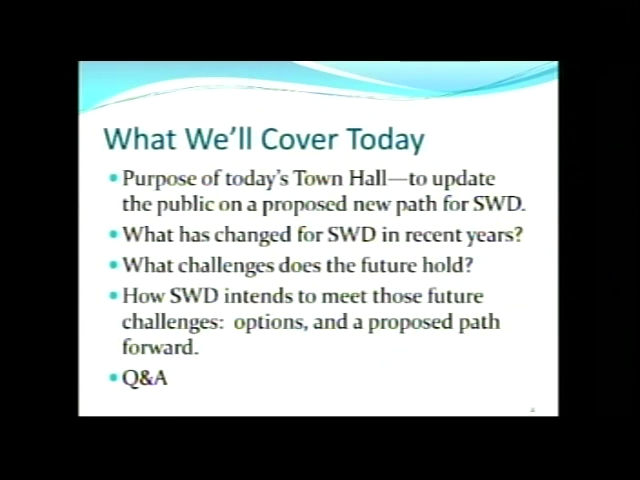 What We'll Cover Today
• Purpose of today's Town Hall—to update
the public on a proposed new path for SWD.
• What has changed for SWD in recent years?
• What challenges does the future hold?
• How SWD intends to meet those future
challenges:  options, and a proposed path
forward.
• Q&A